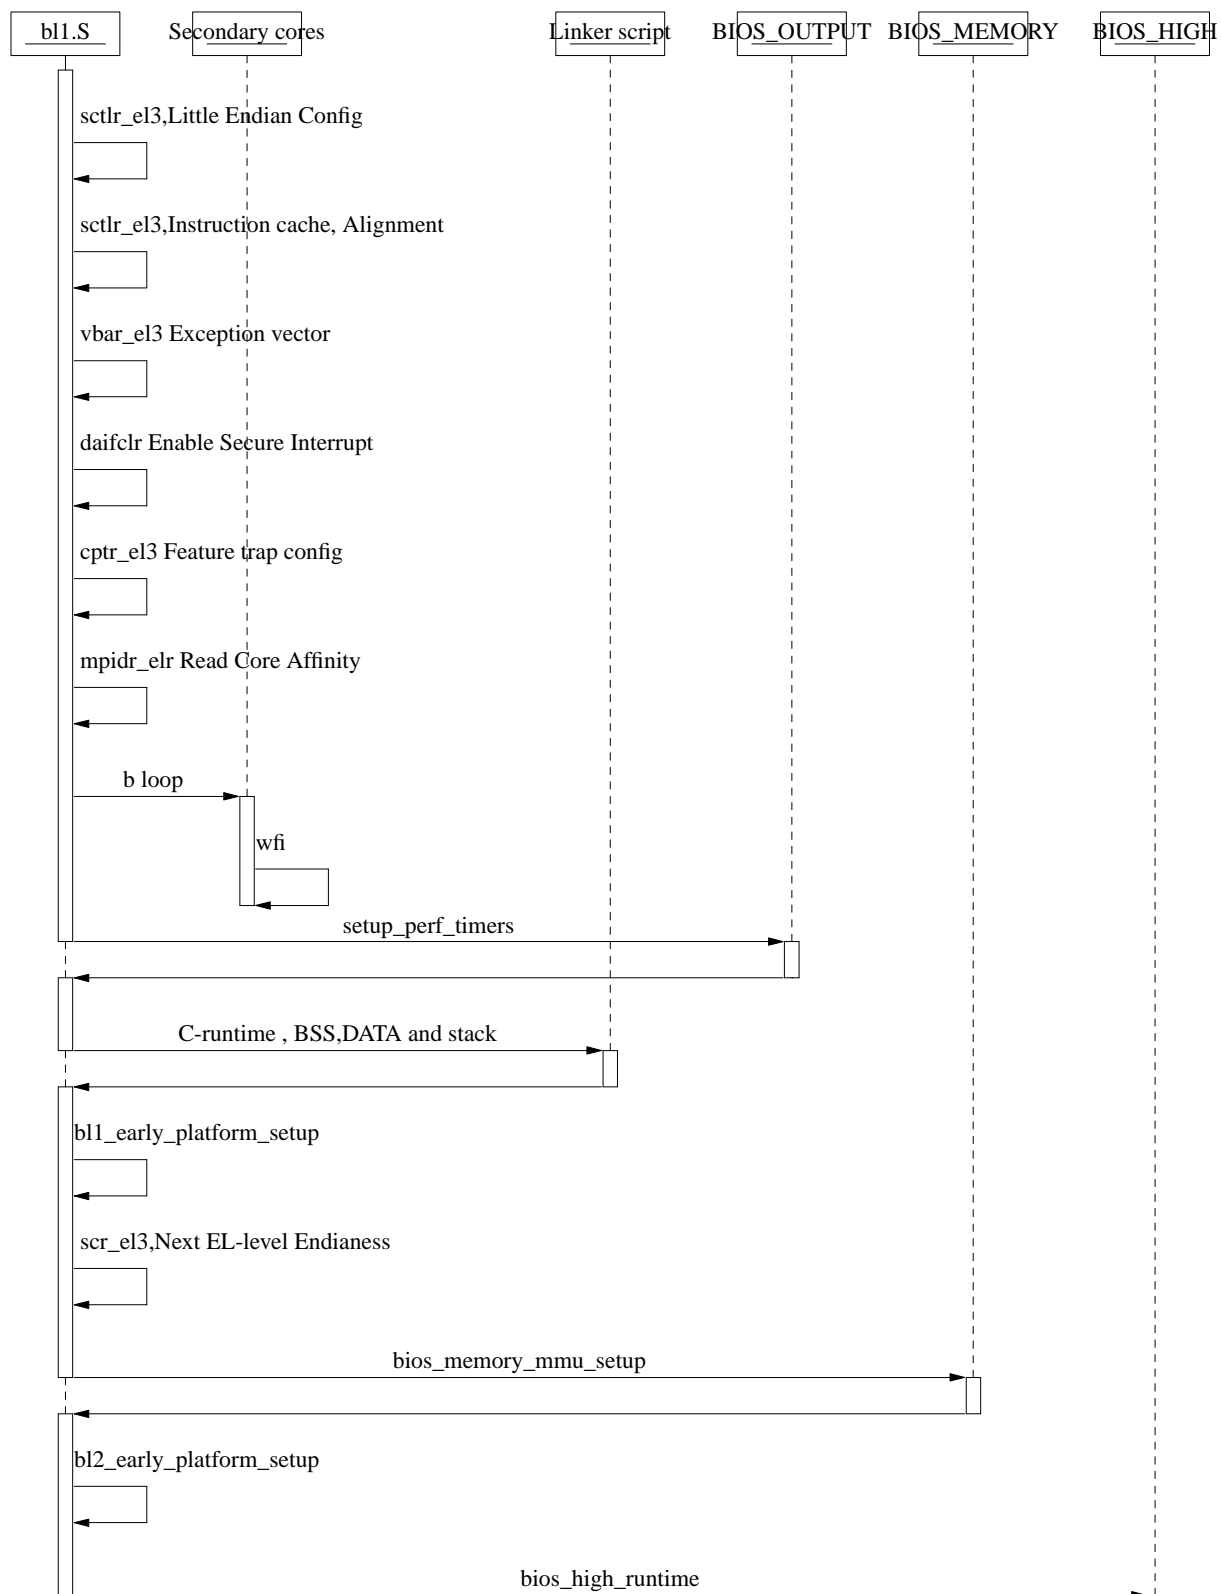 bl1.S
Secondary cores
Linker script
BIOS_OUTPUT
BIOS_MEMORY
BIOS_HIGH
sctlr_el3,Little Endian Config
sctlr_el3,Instruction cache, Alignment
vbar_el3 Exception vector
daifclr Enable Secure Interrupt
cptr_el3 Feature trap config
mpidr_elr Read Core Affinity
b loop
wfi
setup_perf_timers
C-runtime , BSS,DATA and stack
bl1_early_platform_setup
scr_el3,Next EL-level Endianess
bios_memory_mmu_setup
bl2_early_platform_setup
bios_high_runtime